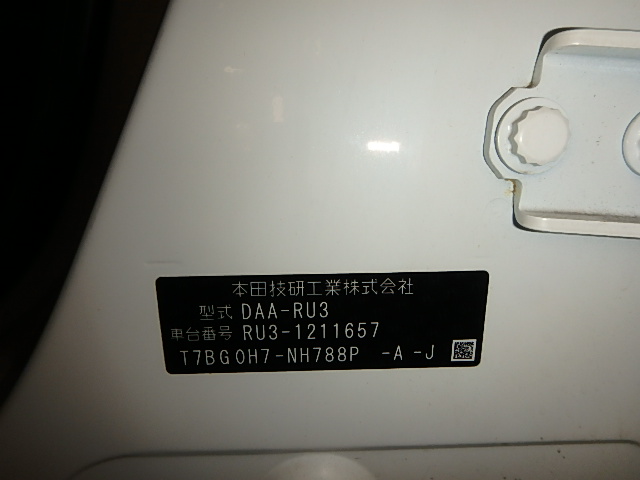 本田技研工業株式会社
型式 DAA-RU3
車台番号 RU3-1211657
T7BG0H7-NH788P -A-J